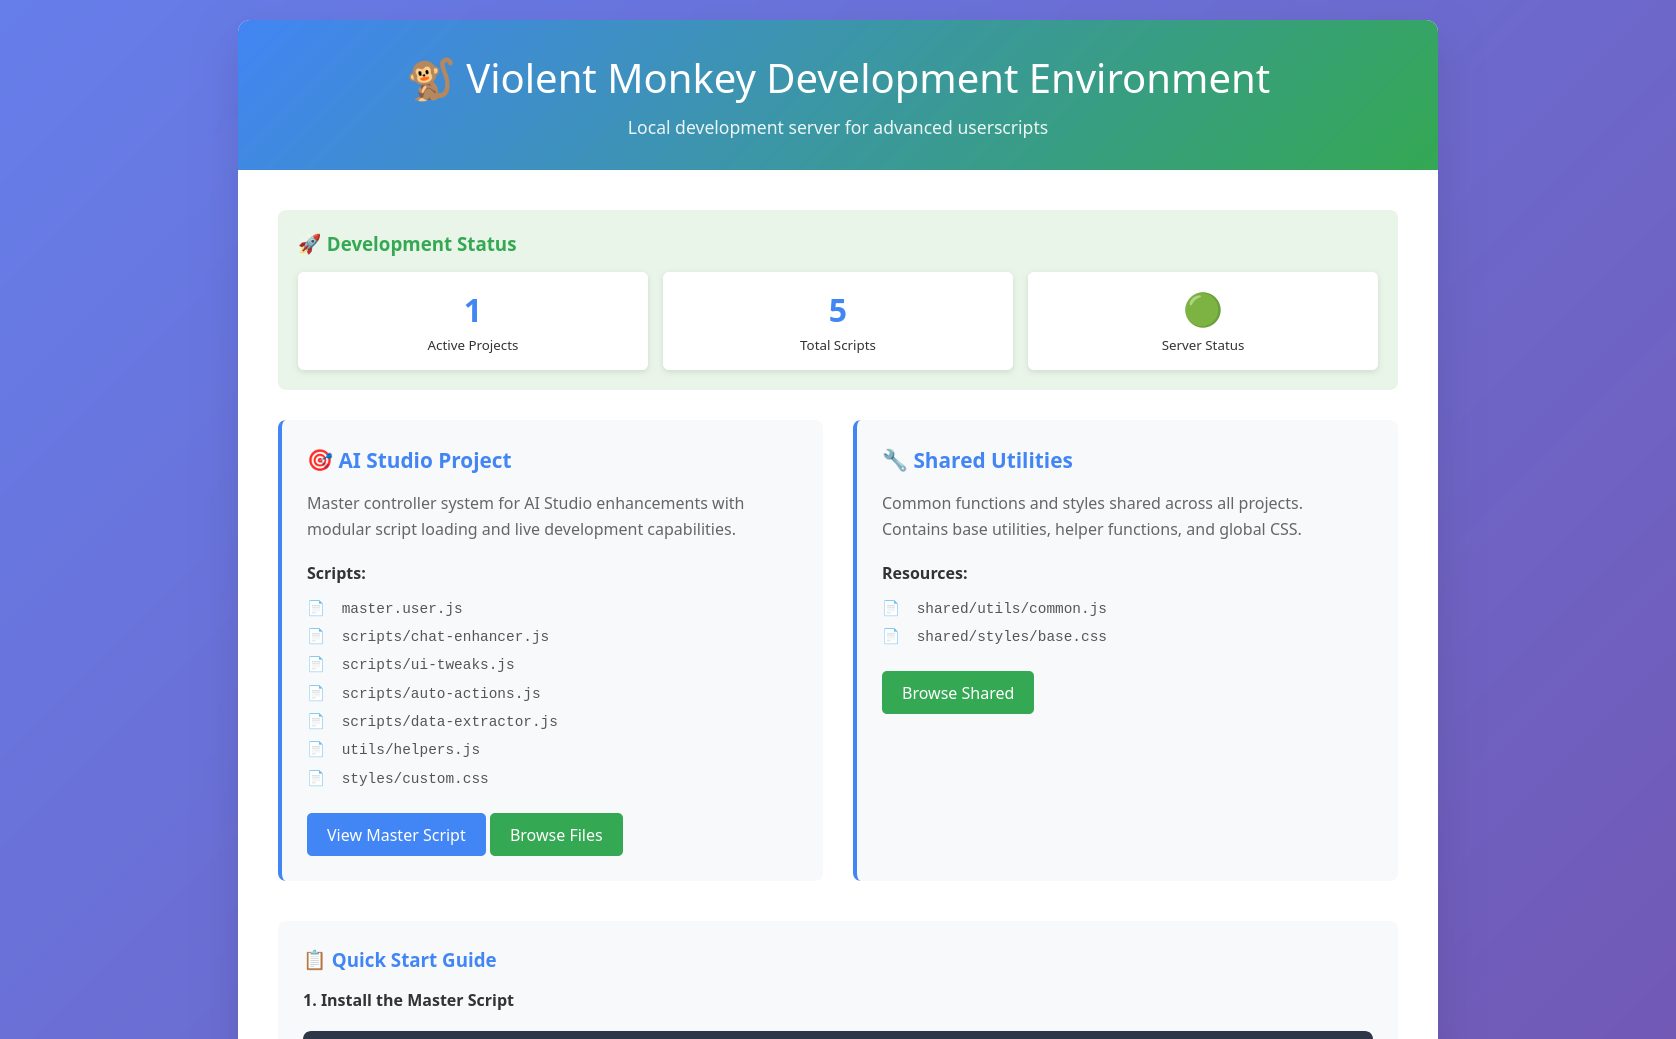 🐒 Violent Monkey Development Environment
Local development server for advanced userscripts
🚀 Development Status
1
Active Projects
5
Total Scripts
🟢
Server Status
🎯 AI Studio Project
Master controller system for AI Studio enhancements with
modular script loading and live development capabilities.
Scripts:
📄 master.user.js
📄 scripts/chat-enhancer.js
📄 scripts/ui-tweaks.js
📄 scripts/auto-actions.js
📄 scripts/data-extractor.js
📄 utils/helpers.js
📄 styles/custom.css
View Master Script
Browse Files
🔧 Shared Utilities
Common functions and styles shared across all projects.
Contains base utilities, helper functions, and global CSS.
Resources:
📄 shared/utils/common.js
📄 shared/styles/base.css
Browse Shared
📋 Quick Start Guide
1. Install the Master Script